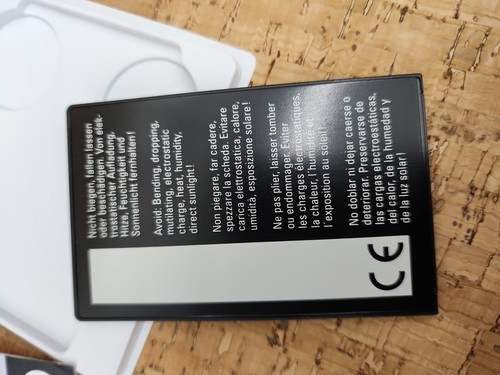 Nicht biegen, fallen lassen
oder beschädigen. Von elek-
trostatischer Aufladung,
Hitze, Feuchtigkeit und
Sonnenlicht fernhalten!
Avoid: Bending, dropping,
mutilating, electrostatic
charge, heat, humidity,
direct sunlight!
Non piegare, far cadere,
spezzare la scheda. Evitare
carica elettrostatica, calore,
umidità, esposizione solare!
Ne pas plier, laisser tomber
ou endommager. Eviter
les charges électrostatiques,
la chaleur, l'humidité et
l'exposition au soleil!
No doblar ni dejar caerse o
deteriorar. Preservarse de
las cargas electrostáticas,
del calor, de la humedad y
de la luz solar!
CE